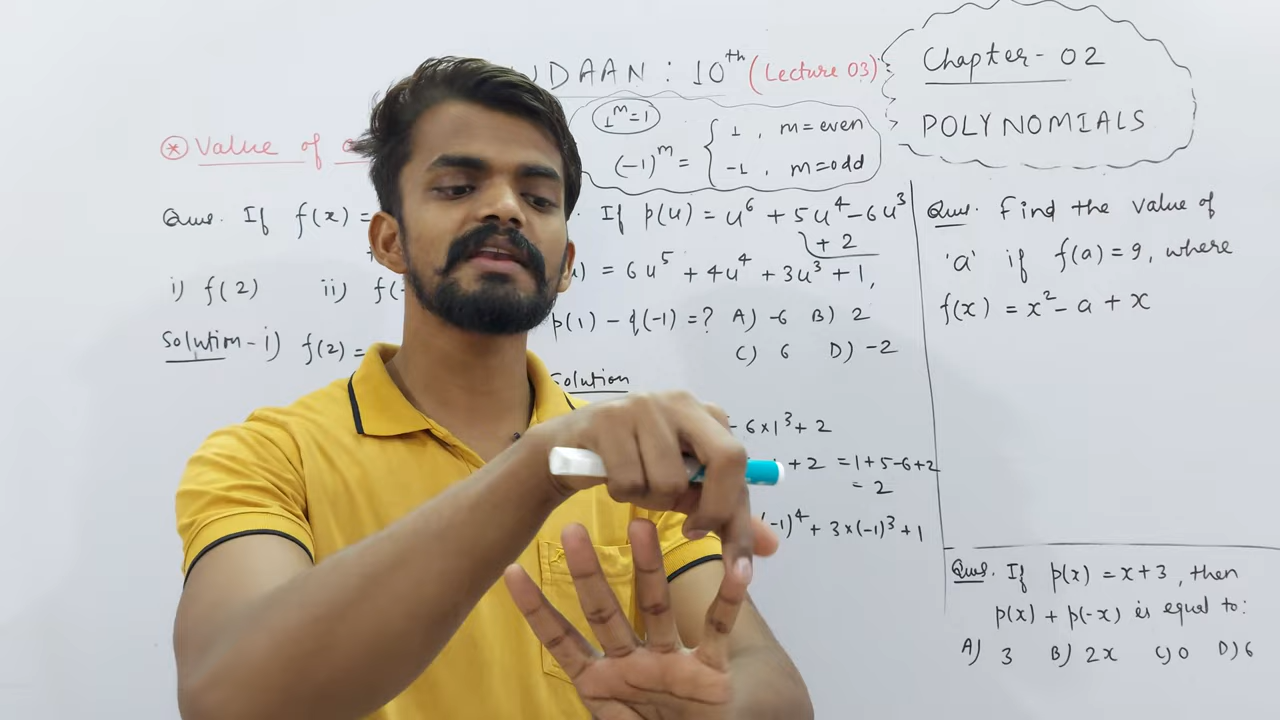 UDAAN : 10th (Lecture 03)
Chapter - 02
POLYNOMIALS
* Value of
1^m = 1
(-1)^m = { 1, m = even
-1, m = odd
Ques. If f(x) =
i) f(2) ii) f(-
Solution - i) f(2) =
If p(u) = u^6 + 5u^4 - 6u^3
+ 2
) = 6u^5 + 4u^4 + 3u^3 + 1,
p(1) - q(-1) = ? A) -6 B) 2
C) 6 D) -2
Solution
- 6 × 1^3 + 2
+ 2 = 1 + 5 - 6 + 2
= 2
(-1)^4 + 3 × (-1)^3 + 1
Ques. Find the value of
'a' if f(a) = 9, where
f(x) = x^2 - a + x
Ques. If p(x) = x + 3, then
p(x) + p(-x) is equal to:
A) 3 B) 2x C) 0 D) 6